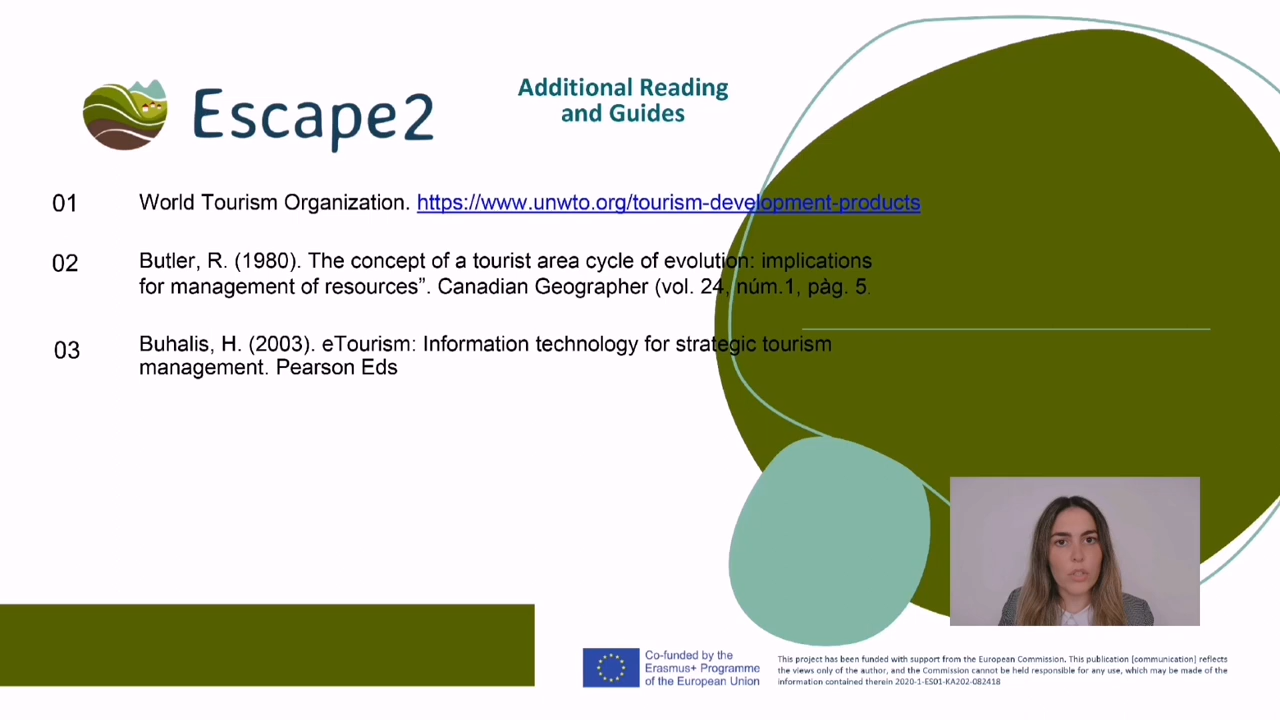 Escape2
Additional Reading
and Guides
01 World Tourism Organization. https://www.unwto.org/tourism-development-products
02 Butler, R. (1980). The concept of a tourist area cycle of evolution: implications
for management of resources”. Canadian Geographer (vol. 24, núm.1, pàg. 5.
03 Buhalis, H. (2003). eTourism: Information technology for strategic tourism
management. Pearson Eds
Co-funded by the
Erasmus+ Programme
of the European Union
This project has been funded with support from the European Commission. This publication [communication] reflects
the views only of the author, and the Commission cannot be held responsible for any use, which may be made of the
information contained therein 2020-1-ES01-KA202-082418